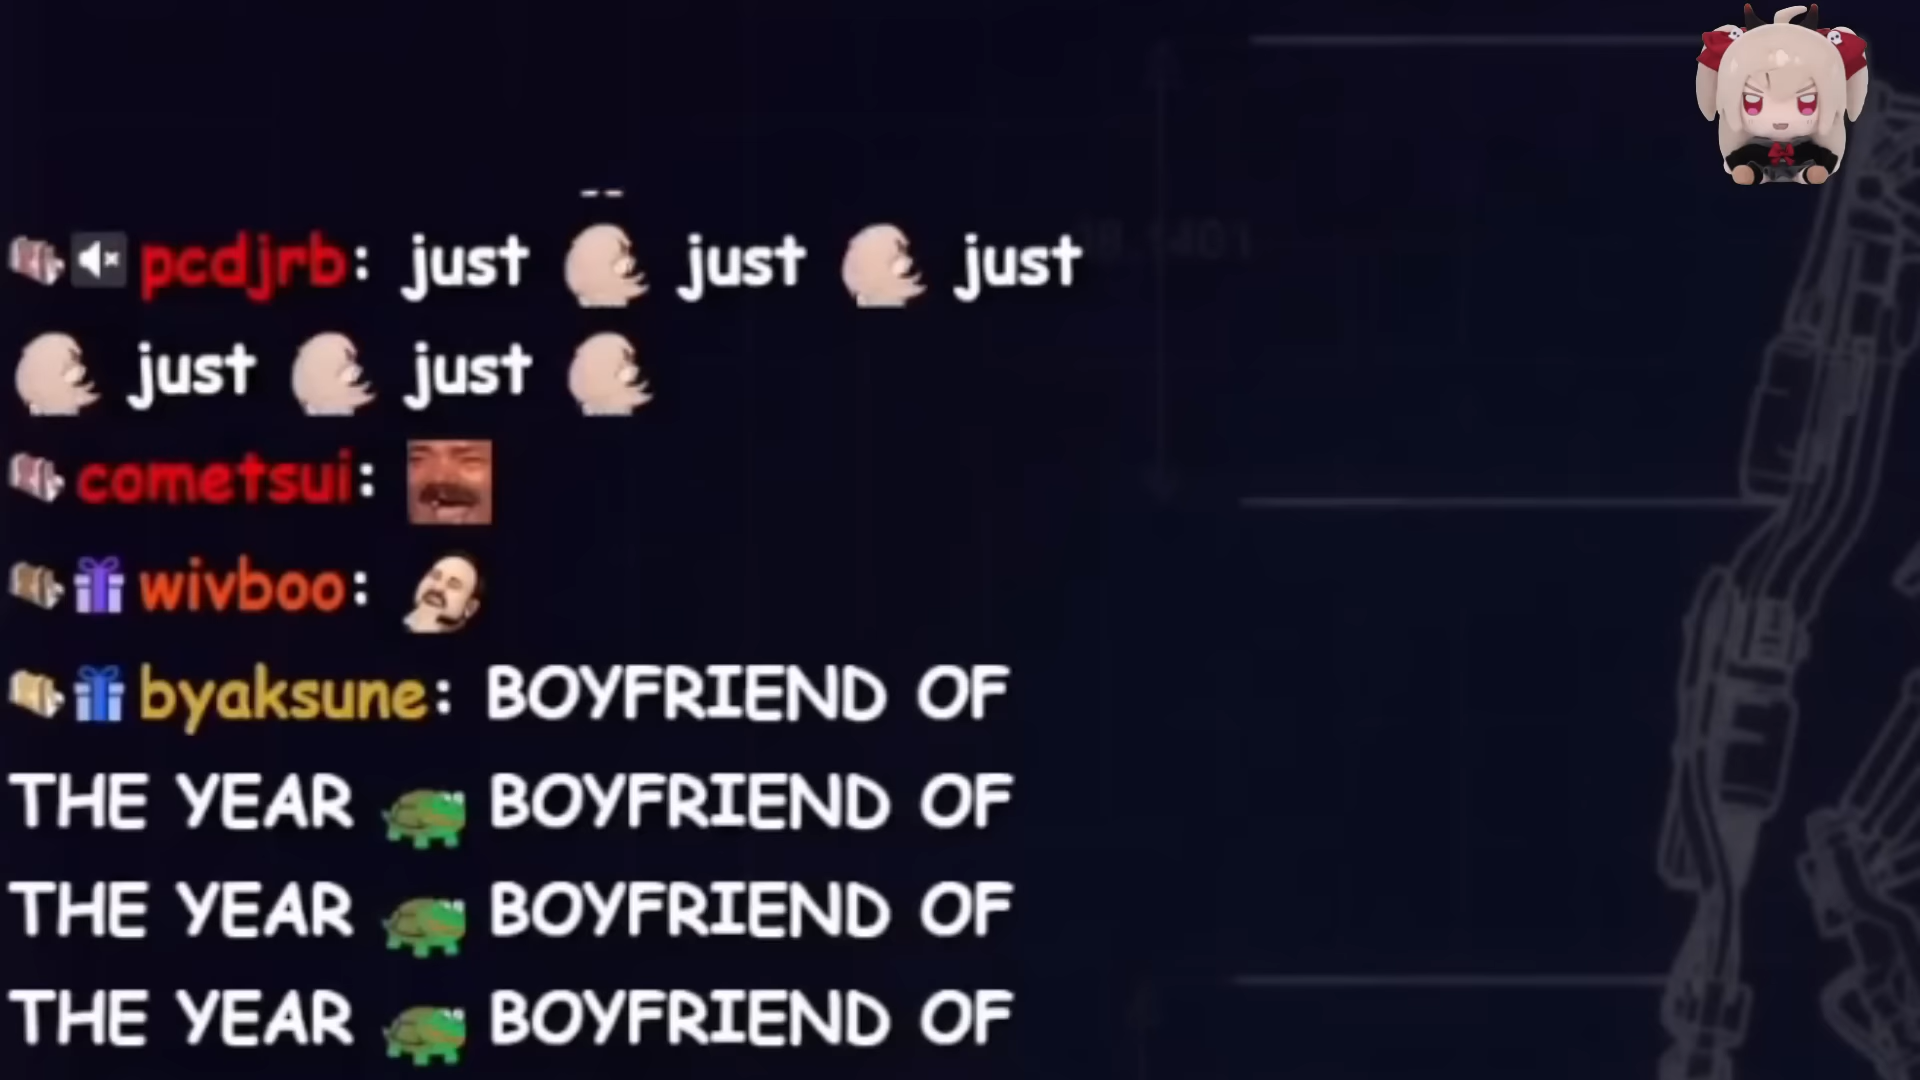 pcdjrb: just just just
just just
cometsui:
wivboo:
byaksune: BOYFRIEND OF
THE YEAR BOYFRIEND OF
THE YEAR BOYFRIEND OF
THE YEAR BOYFRIEND OF